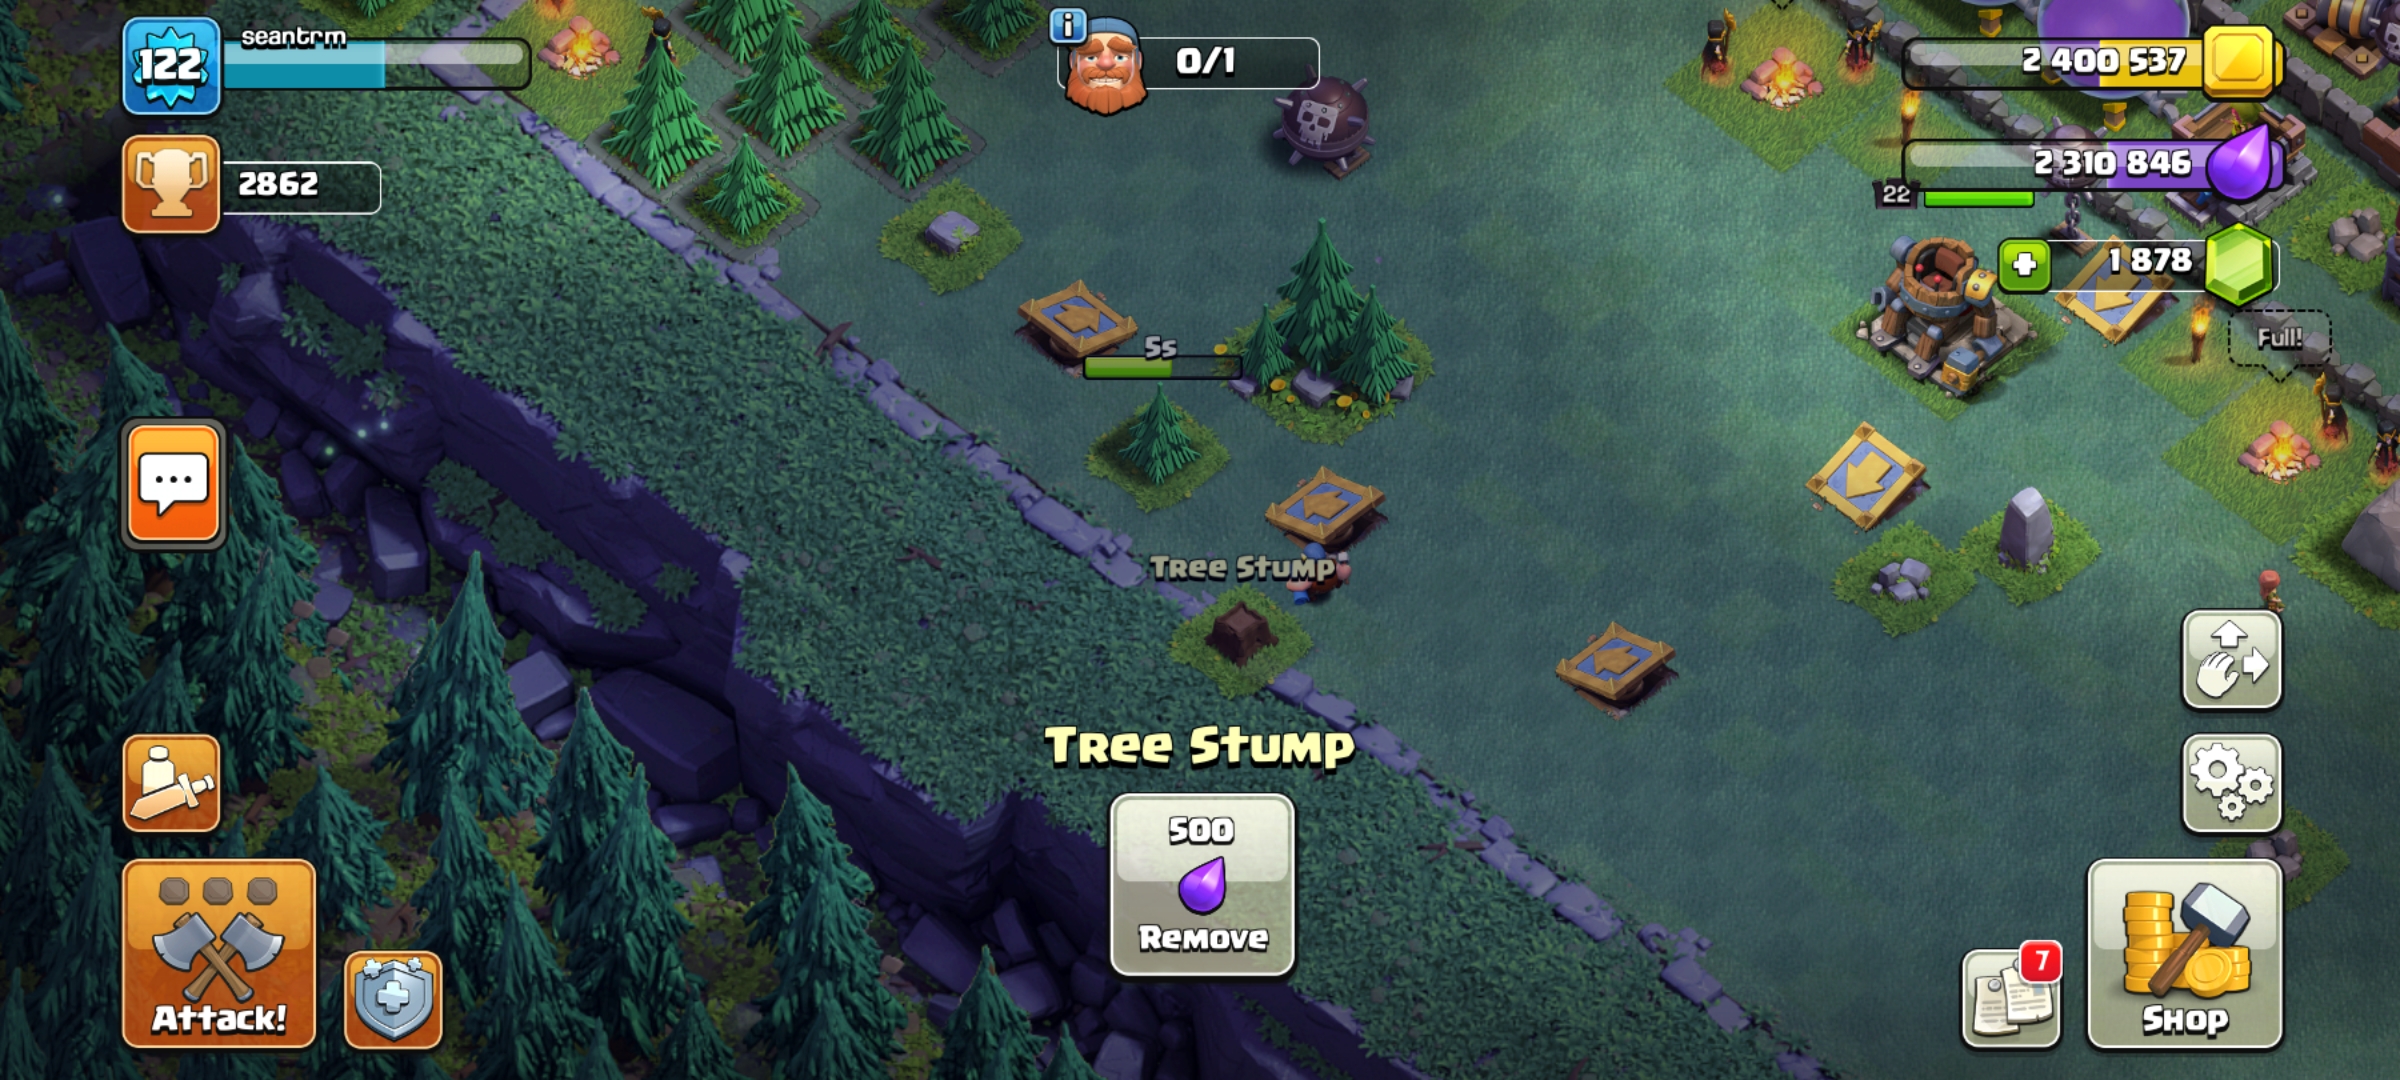 122
seantrm
0/1
2 400 537
2862
2 310 846
22
1 878
Full!
5s
Tree Stump
Tree Stump
500
Remove
Attack!
7
Shop